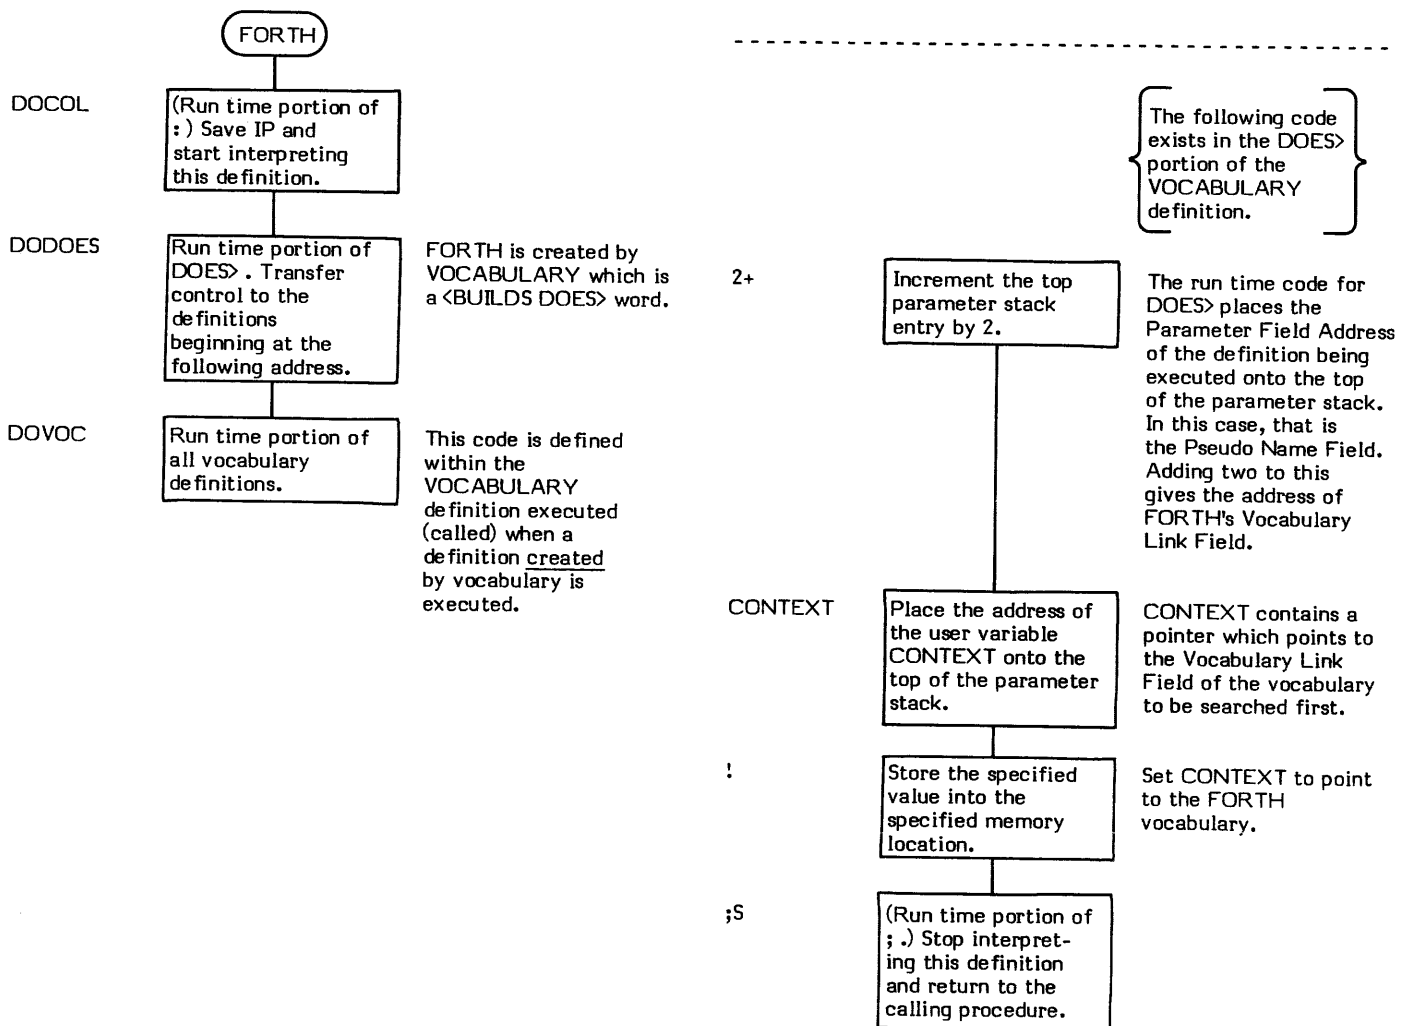 FORTH
DOCOL
(Run time portion of
:) Save IP and
start interpreting
this definition.
DODOES
Run time portion of
DOES> . Transfer
control to the
definitions
beginning at the
following address.
FORTH is created by
VOCABULARY which is
a <BUILDS DOES> word.
DOVOC
Run time portion of
all vocabulary
definitions.
This code is defined
within the
VOCABULARY
definition executed
(called) when a
definition created
by vocabulary is
executed.
The following code
exists in the DOES>
portion of the
VOCABULARY
definition.
2+
Increment the top
parameter stack
entry by 2.
The run time code for
DOES> places the
Parameter Field Address
of the definition being
executed onto the top
of the parameter stack.
In this case, that is
the Pseudo Name Field.
Adding two to this
gives the address of
FORTH's Vocabulary
Link Field.
CONTEXT
Place the address of
the user variable
CONTEXT onto the
top of the parameter
stack.
CONTEXT contains a
pointer which points to
the Vocabulary Link
Field of the vocabulary
to be searched first.
!
Store the specified
value into the
specified memory
location.
Set CONTEXT to point
to the FORTH
vocabulary.
;S
(Run time portion of
; .) Stop interpret-
ing this definition
and return to the
calling procedure.